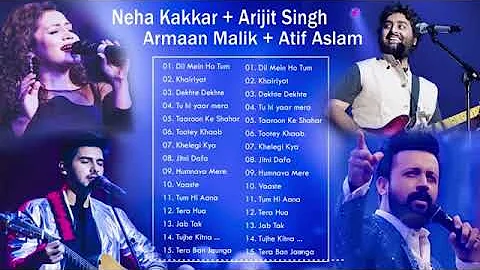 Neha Kakkar + Arijit Singh
Armaan Malik + Atif Aslam
01. Dil Mein Ho Tum
02. Khairiyat
03. Dekhte Dekhte
04. Tu hi yaar mera
05. Taaroon Ke Shahar
06. Tootey Khaab
07. Khelegi Kya
08. Jitni Dafa
09. Humnava Mere
10. Vaaste
11. Tum Hi Aana
12. Tera Hua
13. Jab Tak
14. Tujhe Kitna ...
15. Tera Ban Jaunga
01. Dil Mein Ho Tum
02. Khairiyat
03. Dekhte Dekhte
04. Tu hi yaar mera
05. Taaroon Ke Shahar
06. Tootey Khaab
07. Khelegi Kya
08. Jitni Dafa
09. Humnava Mere
10. Vaaste
11. Tum Hi Aana
12. Tera Hua
13. Jab Tak
14. Tujhe Kitna ...
15. Tera Ban Jaunga